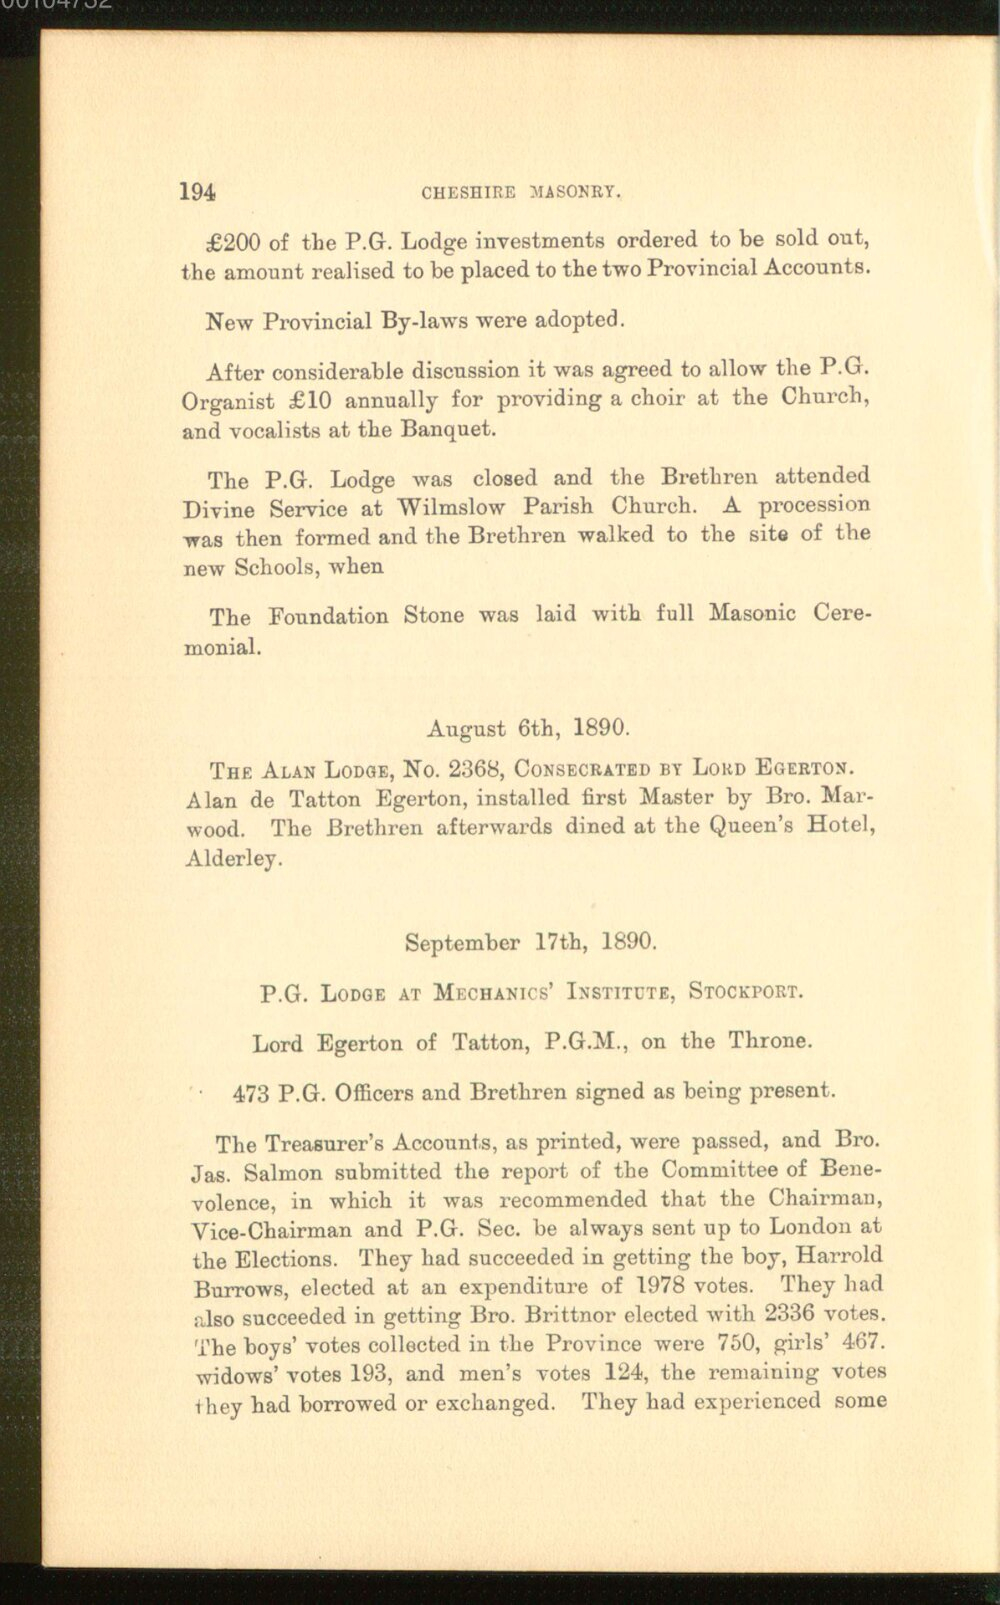 194 CHESHIRE MASONRY.
£200 of the P.G. Lodge investments ordered to be sold out,
the amount realised to be placed to the two Provincial Accounts.
New Provincial By-laws were adopted.
After considerable discussion it was agreed to allow the P.G.
Organist £10 annually for providing a choir at the Church,
and vocalists at the Banquet.
The P.G. Lodge was closed and the Brethren attended
Divine Service at Wilmslow Parish Church. A procession
was then formed and the Brethren walked to the site of the
new Schools, when
The Foundation Stone was laid with full Masonic Cere-
monial.
August 6th, 1890.
THE ALAN LODGE, NO. 2368, CONSECRATED BY LORD EGERTON.
Alan de Tatton Egerton, installed first Master by Bro. Mar-
wood. The Brethren afterwards dined at the Queen's Hotel,
Alderley.
September 17th, 1890.
P.G. LODGE AT MECHANICS' INSTITUTE, STOCKPORT.
Lord Egerton of Tatton, P.G.M., on the Throne.
473 P.G. Officers and Brethren signed as being present.
The Treasurer's Accounts, as printed, were passed, and Bro.
Jas. Salmon submitted the report of the Committee of Bene-
volence, in which it was recommended that the Chairman,
Vice-Chairman and P.G. Sec. be always sent up to London at
the Elections. They had succeeded in getting the boy, Harrold
Burrows, elected at an expenditure of 1978 votes. They had
also succeeded in getting Bro. Brittnor elected with 2336 votes.
The boys' votes collected in the Province were 750, girls' 467.
widows' votes 193, and men's votes 124, the remaining votes
they had borrowed or exchanged. They had experienced some